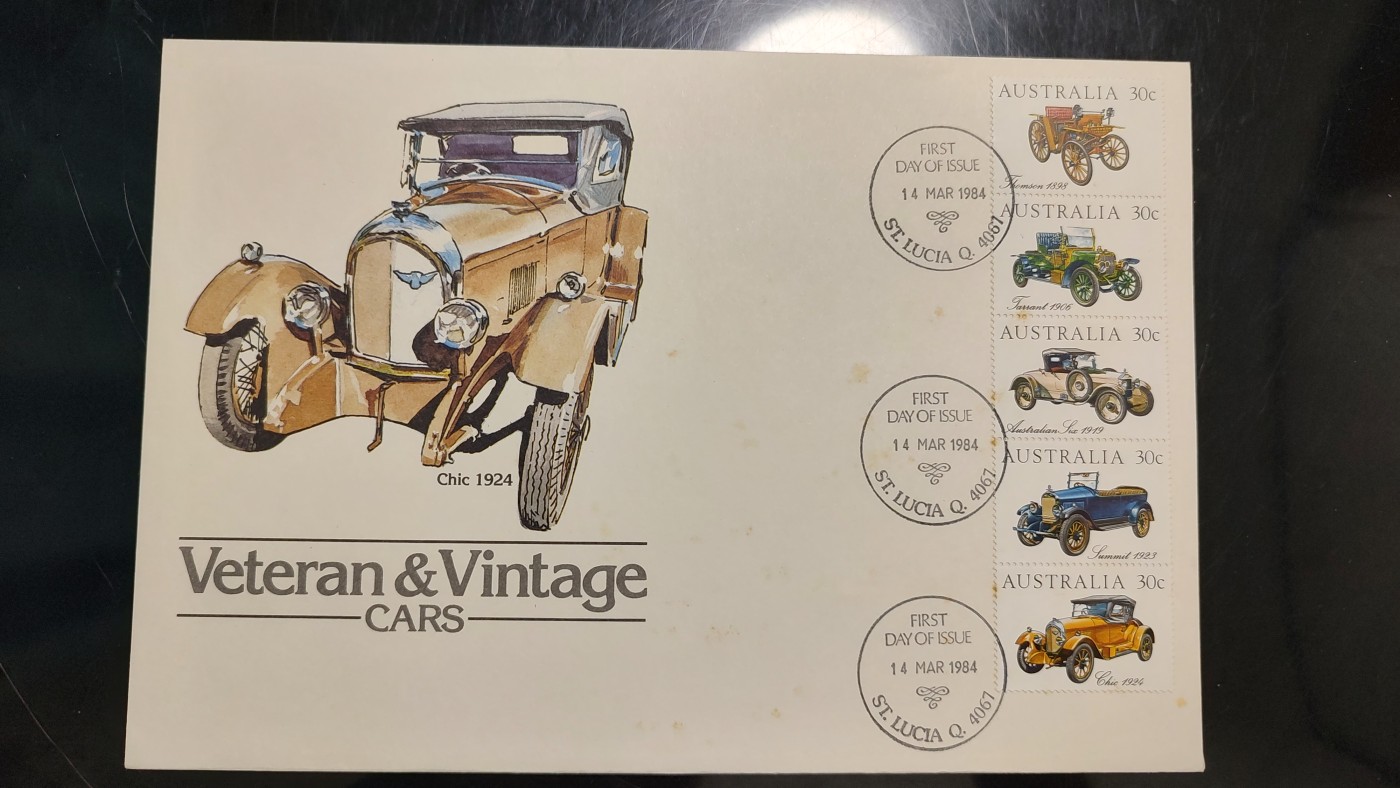 Chic 1924
Veteran & Vintage
CARS
FIRST
DAY OF ISSUE
14 MAR 1984
ST. LUCIA Q. 4067
FIRST
DAY OF ISSUE
14 MAR 1984
ST. LUCIA Q. 4067
FIRST
DAY OF ISSUE
14 MAR 1984
ST. LUCIA Q. 4067
AUSTRALIA 30c
Thomson 1898
AUSTRALIA 30c
Tarrant 1906
AUSTRALIA 30c
Australian Six 1919
AUSTRALIA 30c
Summit 1923
AUSTRALIA 30c
Chic 1924